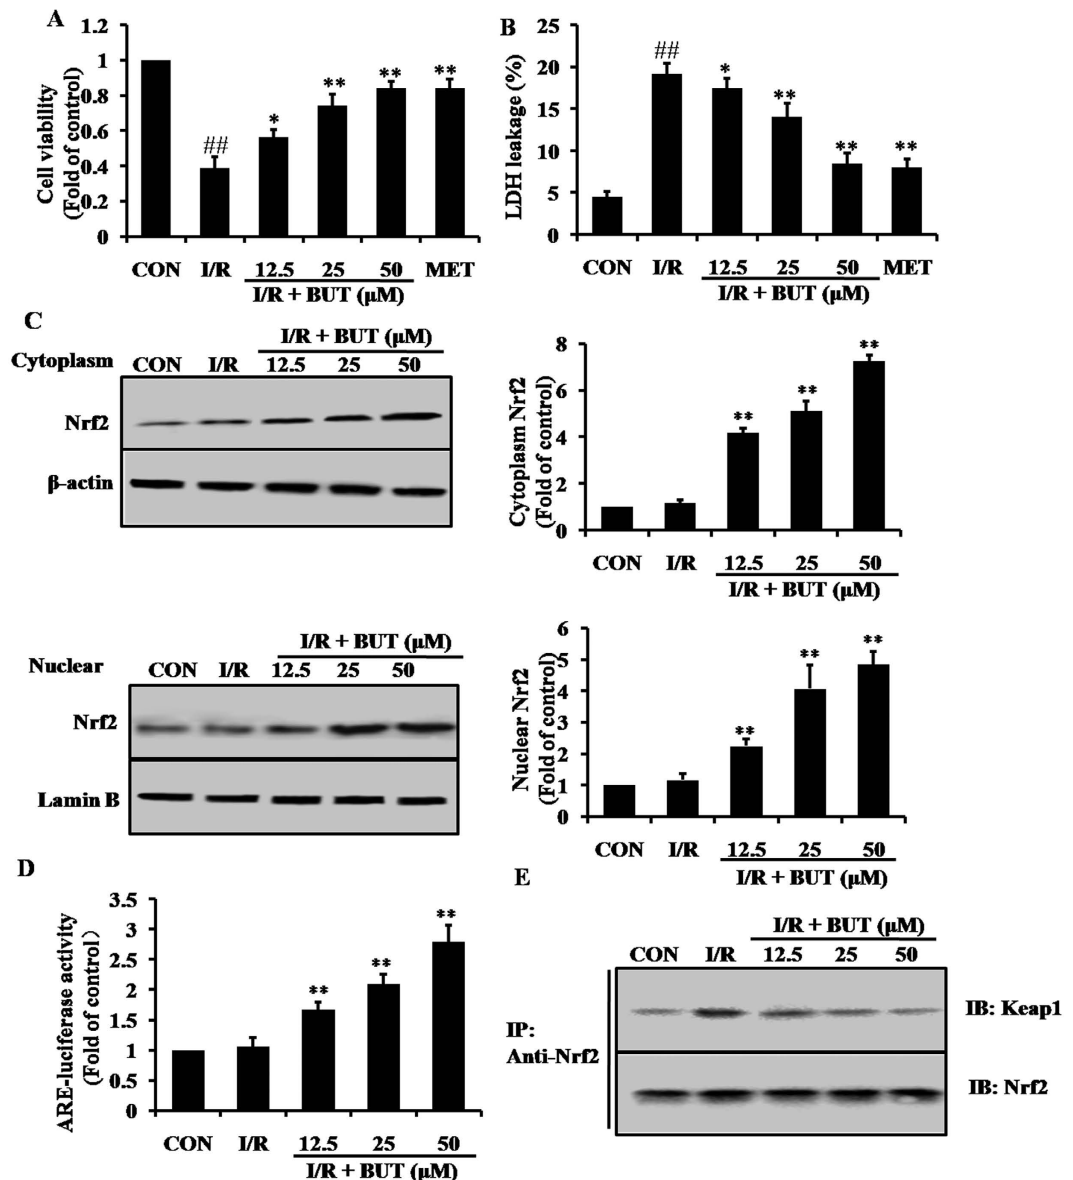 A
Cell viability
(Fold of control)
1.2
1
0.8
0.6
0.4
0.2
0
##
*
**
**
**
CON I/R 12.5 25 50 MET
I/R + BUT (μM)
B
LDH leakage (%)
25
20
15
10
5
0
##
*
**
**
**
CON I/R 12.5 25 50 MET
I/R + BUT (μM)
C
I/R + BUT (μM)
Cytoplasm CON I/R 12.5 25 50
Nrf2
β-actin
Cytoplasm Nrf2
(Fold of control)
8
6
4
2
0
**
**
**
CON I/R 12.5 25 50
I/R + BUT (μM)
I/R + BUT (μM)
Nuclear CON I/R 12.5 25 50
Nrf2
Lamin B
Nuclear Nrf2
(Fold of control)
6
5
4
3
2
1
0
**
**
**
CON I/R 12.5 25 50
I/R + BUT (μM)
D
ARE-luciferase activity
(Fold of control)
3.5
3
2.5
2
1.5
1
0.5
0
**
**
**
CON I/R 12.5 25 50
I/R + BUT (μM)
E
I/R + BUT (μM)
CON I/R 12.5 25 50
IP:
Anti-Nrf2
IB: Keap1
IB: Nrf2